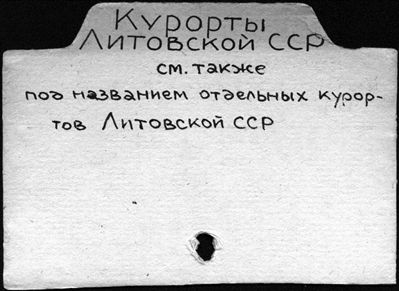 Курорты
Литовской ССР
см. также
под названием отдельных курор-
тов Литовской ССР